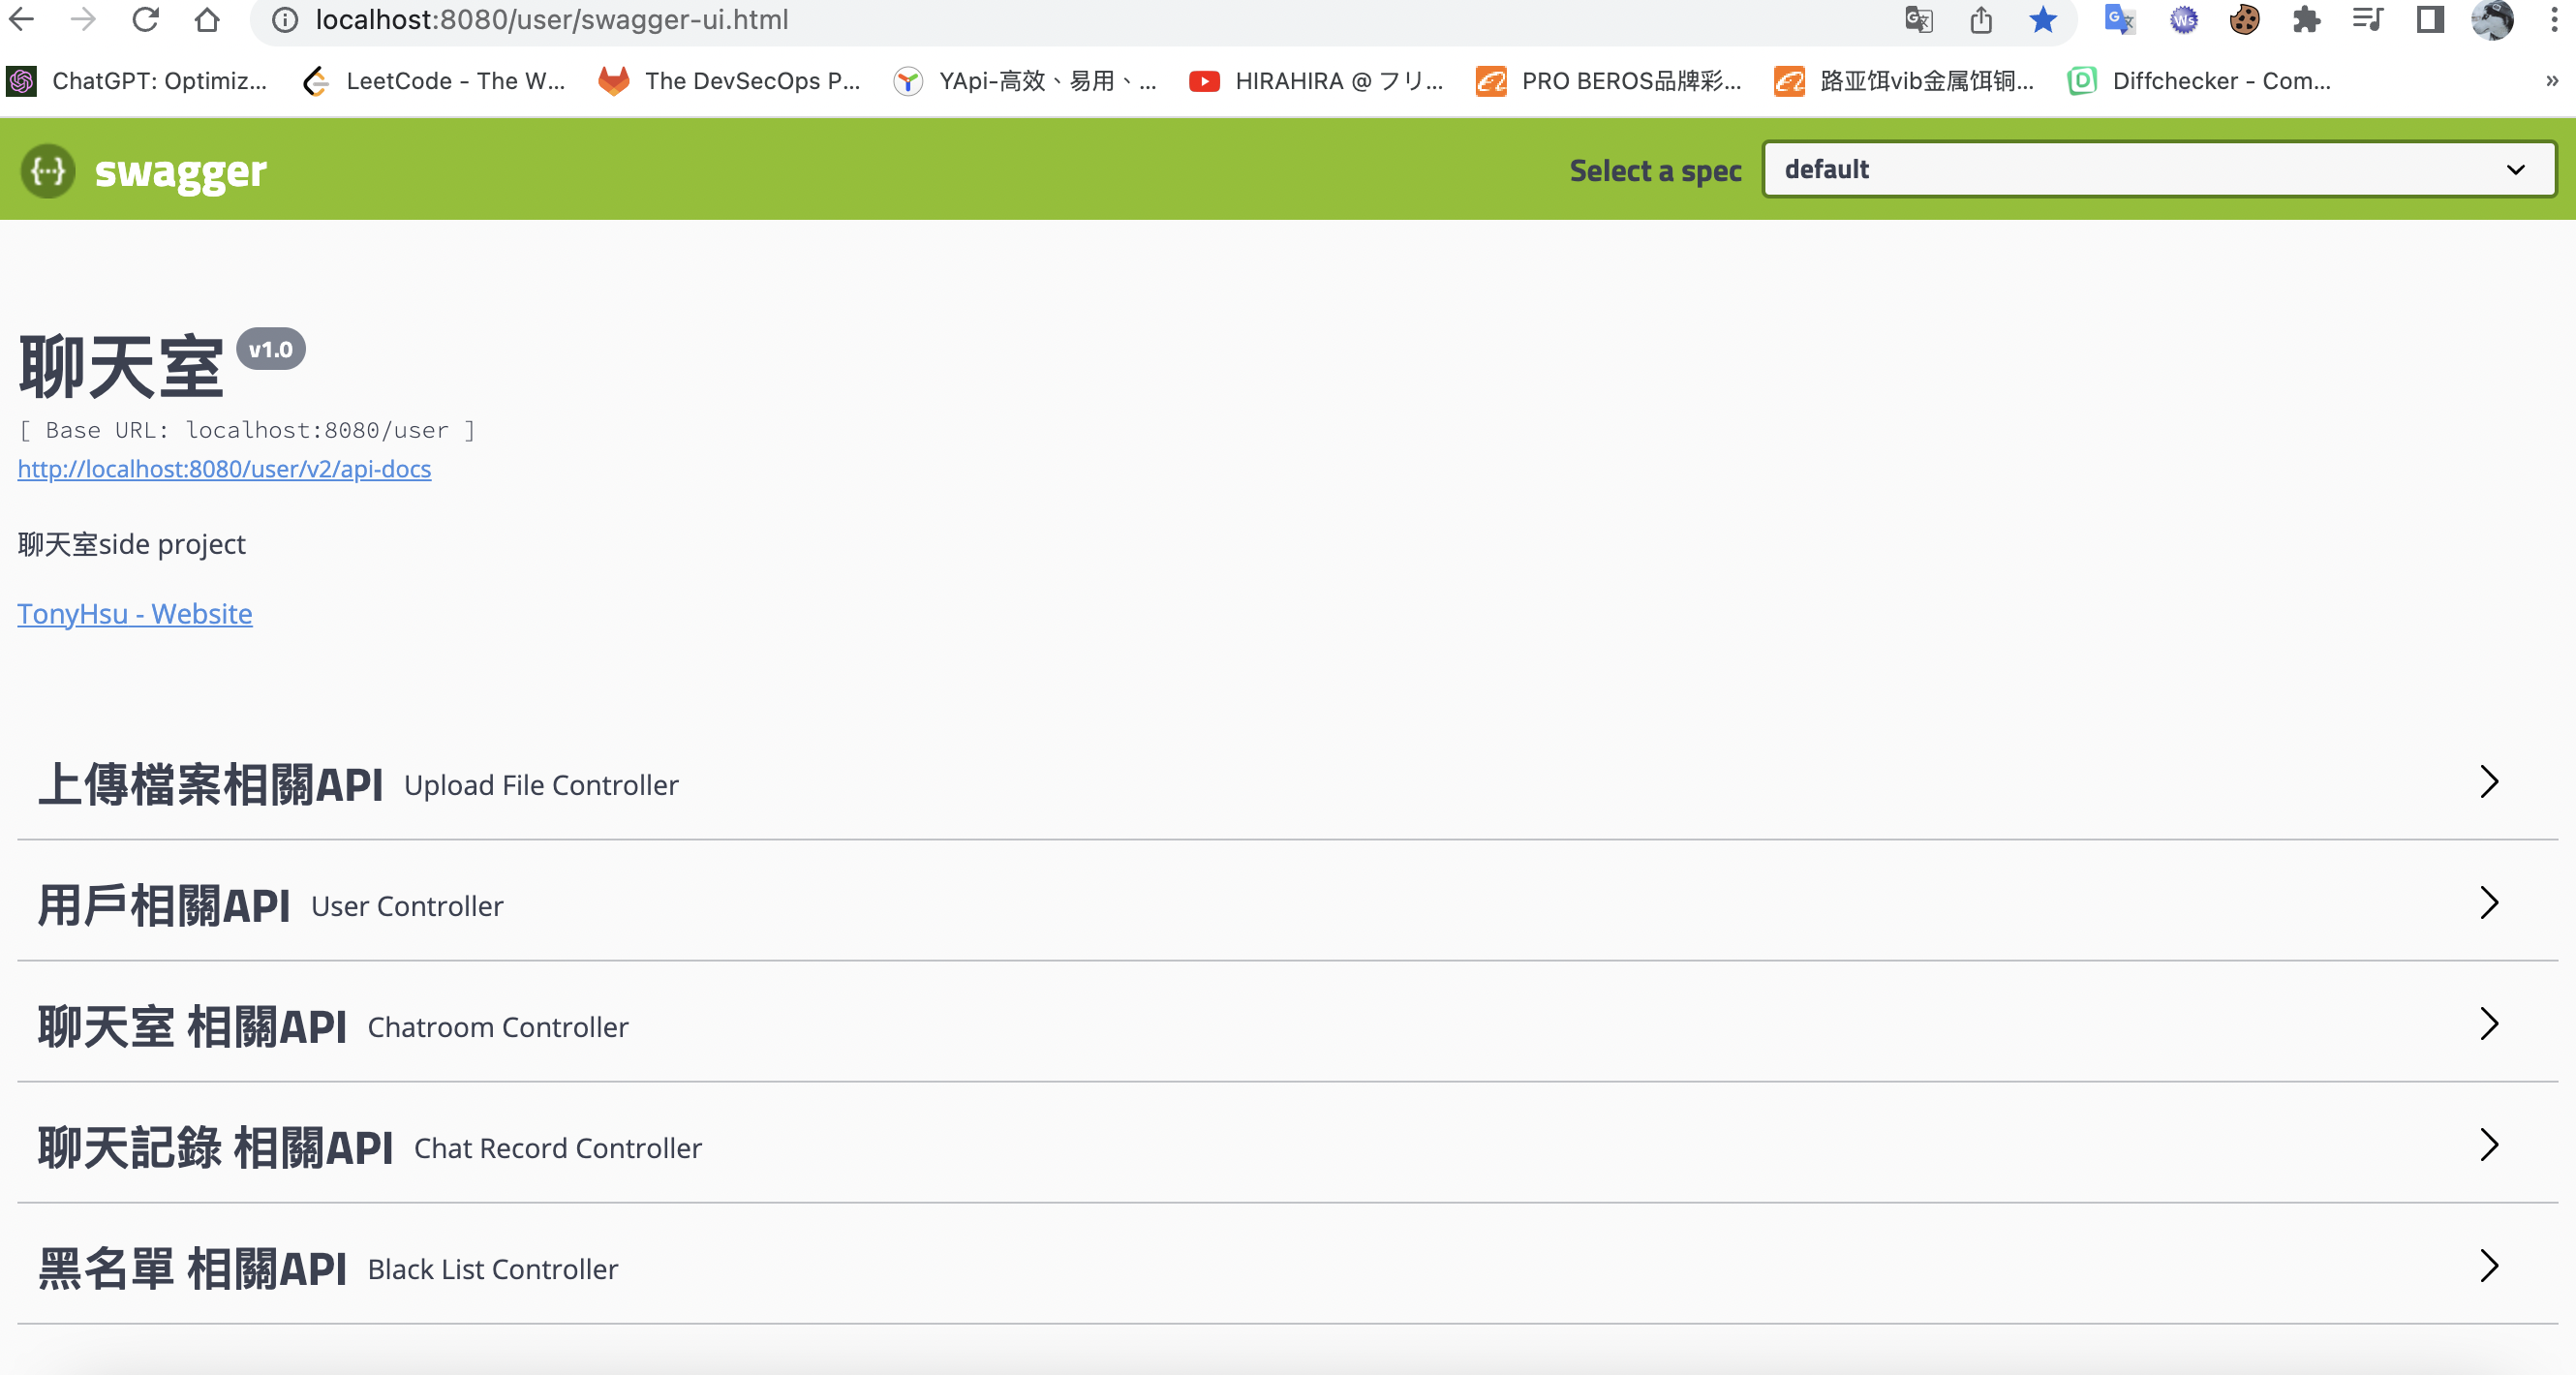 localhost:8080/user/swagger-ui.html
ChatGPT: Optimiz... LeetCode - The W... The DevSecOps P... YApi-高效、易用、... HIRAHIRA @ フリ... PRO BEROS品牌彩... 路亚饵vib金属饵铜... Diffchecker - Com... »
{...} swagger Select a spec default
聊天室 v1.0
[ Base URL: localhost:8080/user ]
http://localhost:8080/user/v2/api-docs
聊天室side project
TonyHsu - Website
上傳檔案相關API Upload File Controller
用戶相關API User Controller
聊天室 相關API Chatroom Controller
聊天記錄 相關API Chat Record Controller
黑名單 相關API Black List Controller